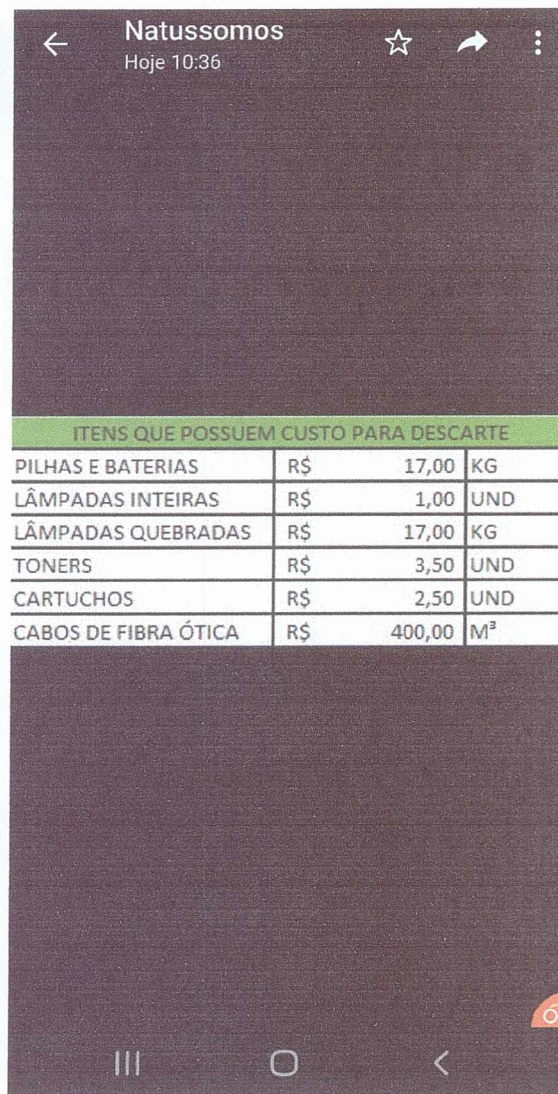 Natussomos
Hoje 10:36
ITENS QUE POSSUEM CUSTO PARA DESCARTE
PILHAS E BATERIAS R$ 17,00 KG
LÂMPADAS INTEIRAS R$ 1,00 UND
LÂMPADAS QUEBRADAS R$ 17,00 KG
TONERS R$ 3,50 UND
CARTUCHOS R$ 2,50 UND
CABOS DE FIBRA ÓTICA R$ 400,00 M³